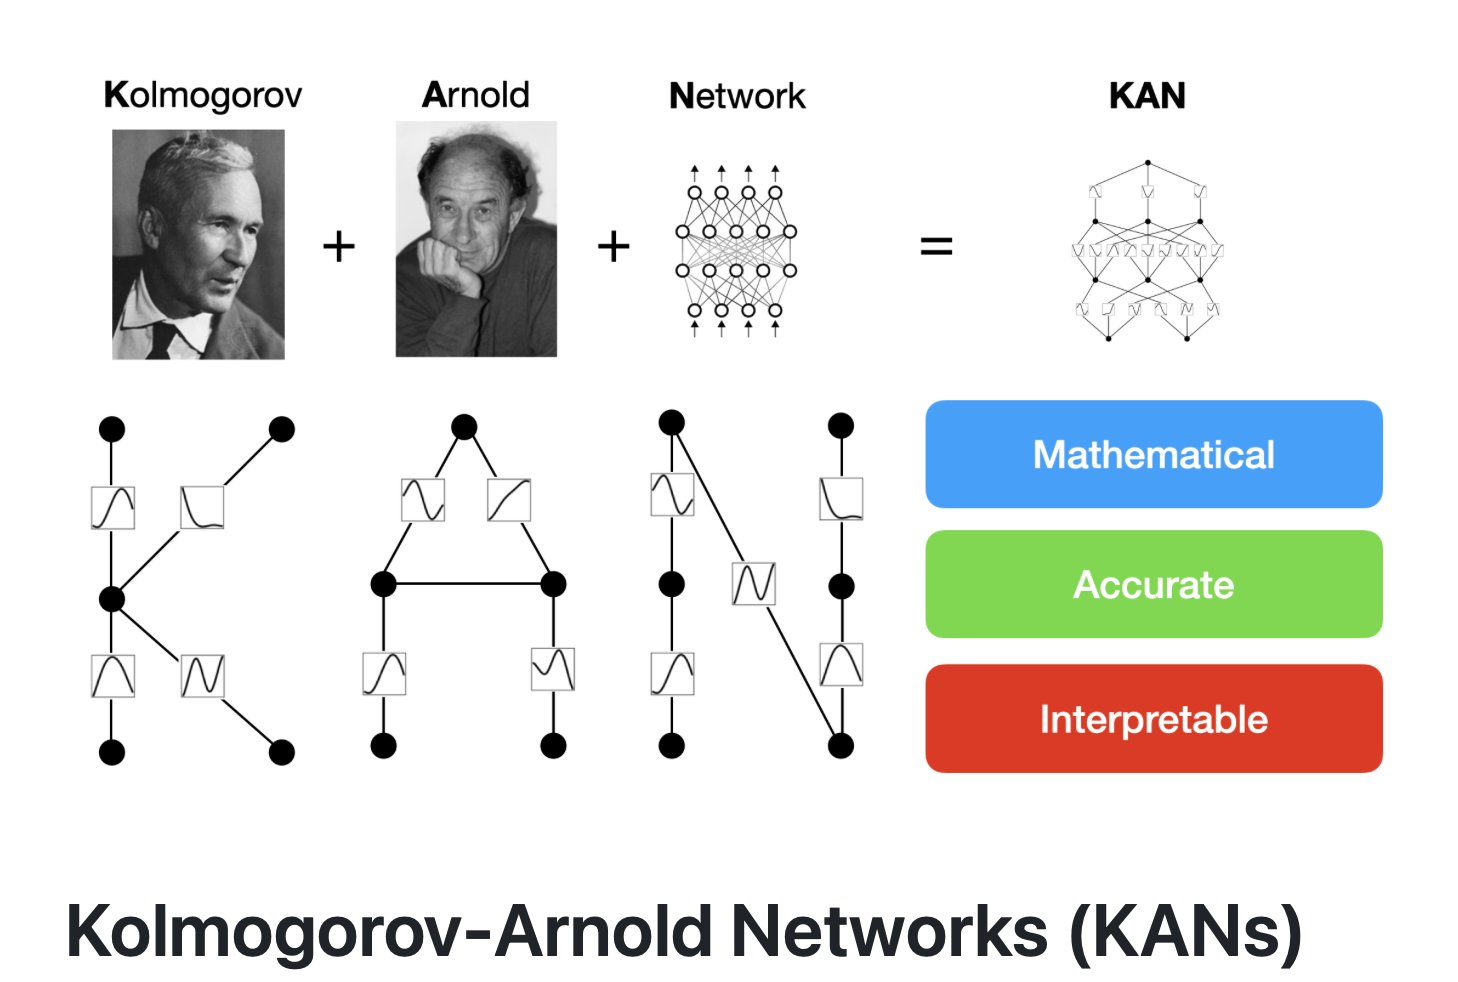 Kolmogorov Arnold Network KAN
+ + =
Mathematical
Accurate
Interpretable
Kolmogorov-Arnold Networks (KANs)